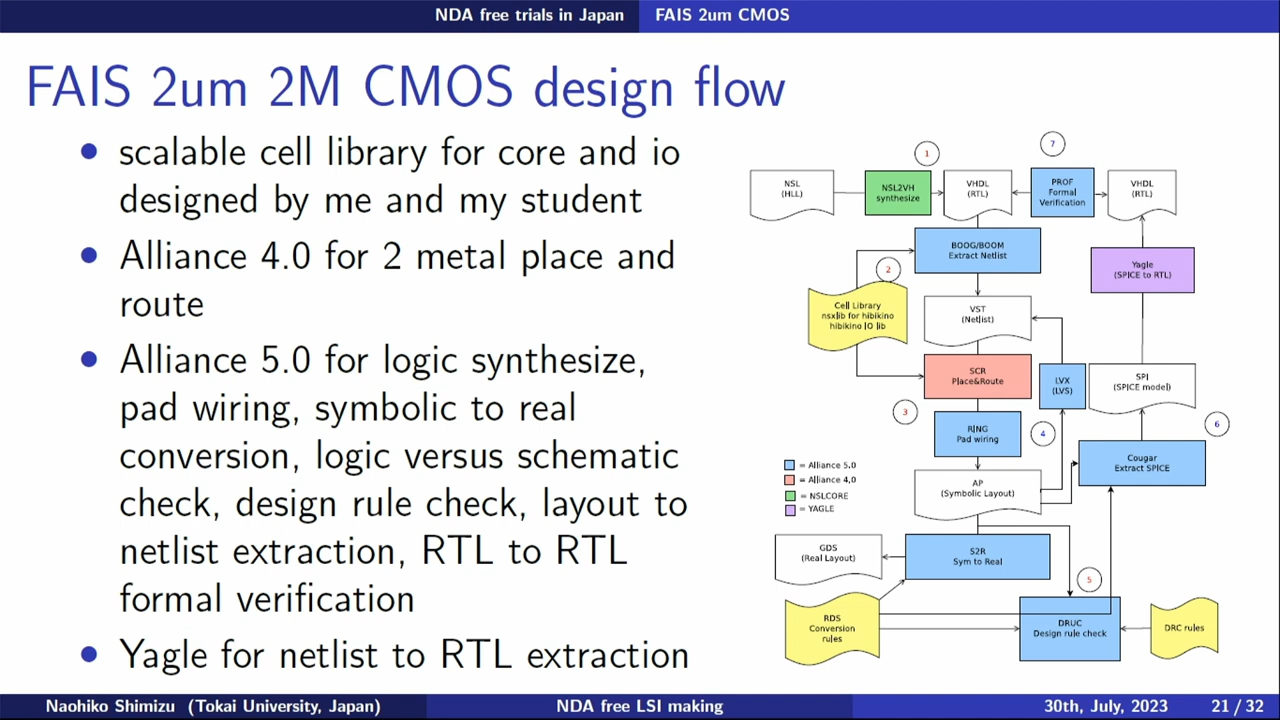 NDA free trials in Japan FAIS 2um CMOS
FAIS 2um 2M CMOS design flow
• scalable cell library for core and io
designed by me and my student
• Alliance 4.0 for 2 metal place and
route
• Alliance 5.0 for logic synthesize,
pad wiring, symbolic to real
conversion, logic versus schematic
check, design rule check, layout to
netlist extraction, RTL to RTL
formal verification
• Yagle for netlist to RTL extraction
1
7
NSL
(HLL)
NSL2VH
synthesize
VHDL
(RTL)
PROF
Formal
Verification
VHDL
(RTL)
BOOG/BOOM
Extract Netlist
Yagle
(SPICE to RTL)
2
Cell Library
nsxlib for hibikino
hibikino IO lib
VST
(Netlist)
SCR
Place&Route
LVX
(LVS)
SPI
(SPICE model)
3
RING
Pad wiring
4
6
Cougar
Extract SPICE
= Alliance 5.0
= Alliance 4,0
= NSLCORE
= YAGLE
AP
(Symbolic Layout)
GDS
(Real Layout)
S2R
Sym to Real
5
RDS
Conversion
rules
DRUC
Design rule check
DRC rules
Naohiko Shimizu (Tokai University, Japan) NDA free LSI making 30th, July, 2023 21 / 32